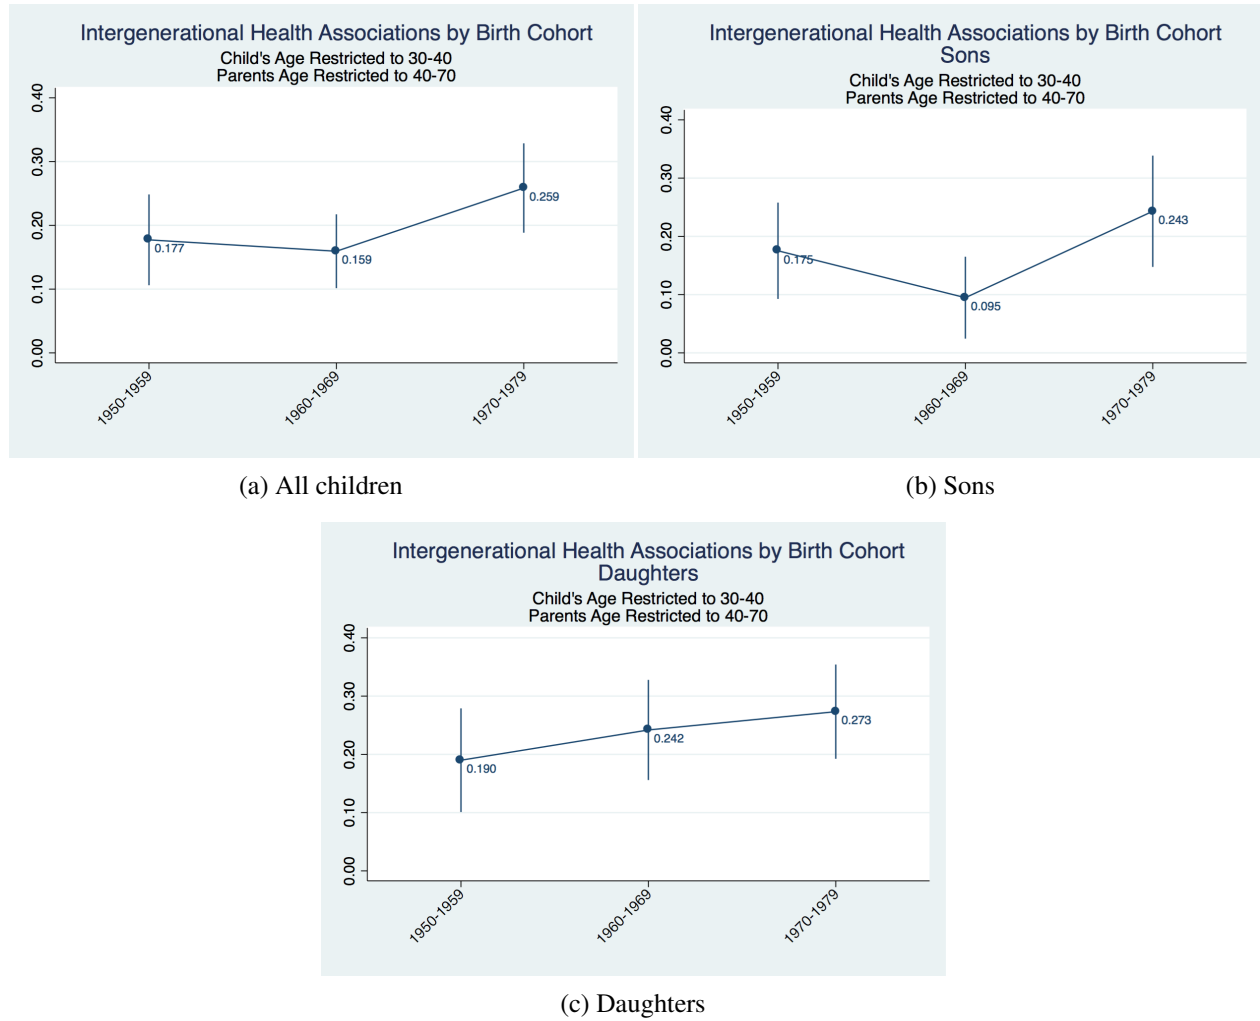 Intergenerational Health Associations by Birth Cohort
Child's Age Restricted to 30-40
Parents Age Restricted to 40-70
0.40
0.30
0.20
0.10
0.00
0.177
0.159
0.259
1950-1959
1960-1969
1970-1979
(a) All children
Intergenerational Health Associations by Birth Cohort
Sons
Child's Age Restricted to 30-40
Parents Age Restricted to 40-70
0.40
0.30
0.20
0.10
0.00
0.175
0.095
0.243
1950-1959
1960-1969
1970-1979
(b) Sons
Intergenerational Health Associations by Birth Cohort
Daughters
Child's Age Restricted to 30-40
Parents Age Restricted to 40-70
0.40
0.30
0.20
0.10
0.00
0.190
0.242
0.273
1950-1959
1960-1969
1970-1979
(c) Daughters